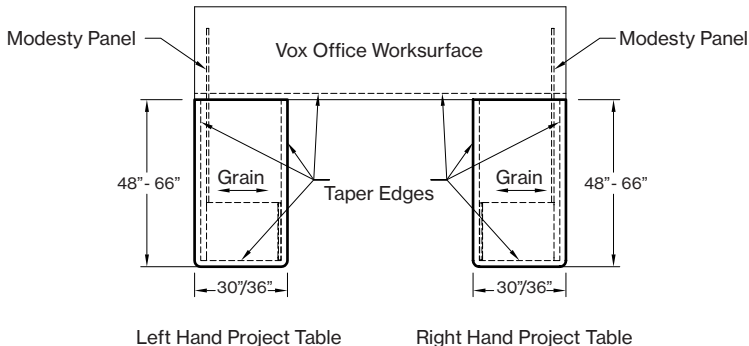 Modesty Panel
Vox Office Worksurface
Modesty Panel
48”- 66”
Grain
Taper Edges
Grain
48”- 66”
30”/36”
30”/36”
Left Hand Project Table
Right Hand Project Table